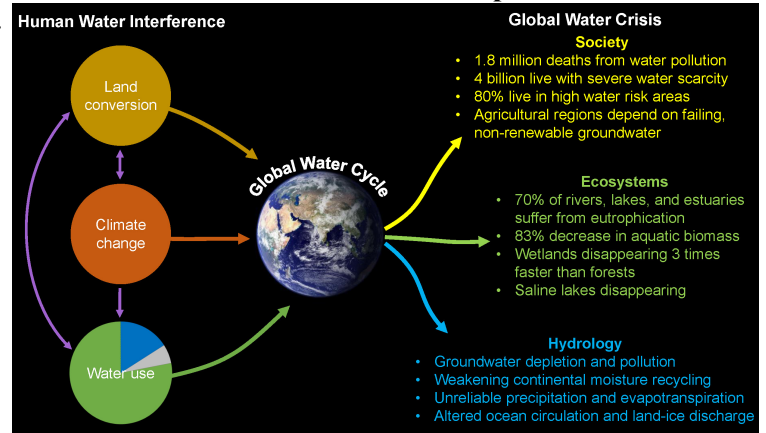 Human Water Interference
Land
conversion
Climate
change
Water use
Global Water Cycle
Global Water Crisis
Society
• 1.8 million deaths from water pollution
• 4 billion live with severe water scarcity
• 80% live in high water risk areas
• Agricultural regions depend on failing,
non-renewable groundwater
Ecosystems
• 70% of rivers, lakes, and estuaries
suffer from eutrophication
• 83% decrease in aquatic biomass
• Wetlands disappearing 3 times
faster than forests
• Saline lakes disappearing
Hydrology
• Groundwater depletion and pollution
• Weakening continental moisture recycling
• Unreliable precipitation and evapotranspiration
• Altered ocean circulation and land-ice discharge